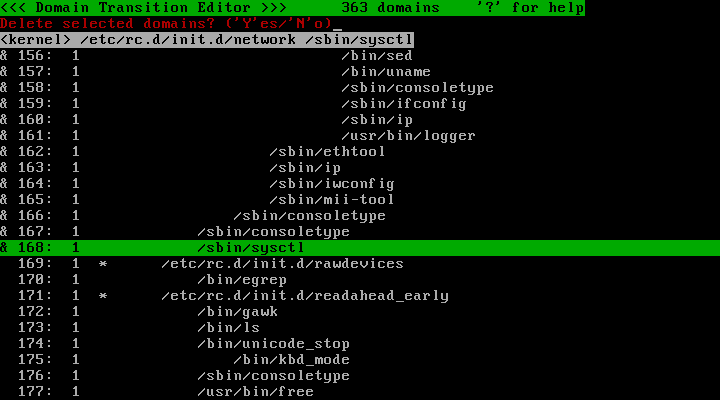 <<< Domain Transition Editor >>>      363 domains    '?' for help
Delete selected domains? ('Y'es/'N'o)_
<kernel> /etc/rc.d/init.d/network /sbin/sysctl
& 156:  1                             /bin/sed
& 157:  1                             /bin/uname
& 158:  1                             /sbin/consoletype
& 159:  1                             /sbin/ifconfig
& 160:  1                             /sbin/ip
& 161:  1                             /usr/bin/logger
& 162:  1                     /sbin/ethtool
& 163:  1                     /sbin/ip
& 164:  1                     /sbin/iwconfig
& 165:  1                     /sbin/mii-tool
& 166:  1                 /sbin/consoletype
& 167:  1             /sbin/consoletype
& 168:  1             /sbin/sysctl
  169:  1  *      /etc/rc.d/init.d/rawdevices
  170:  1             /bin/egrep
  171:  1  *      /etc/rc.d/init.d/readahead_early
  172:  1             /bin/gawk
  173:  1             /bin/ls
  174:  1             /bin/unicode_stop
  175:  1                 /bin/kbd_mode
  176:  1             /sbin/consoletype
  177:  1             /usr/bin/free